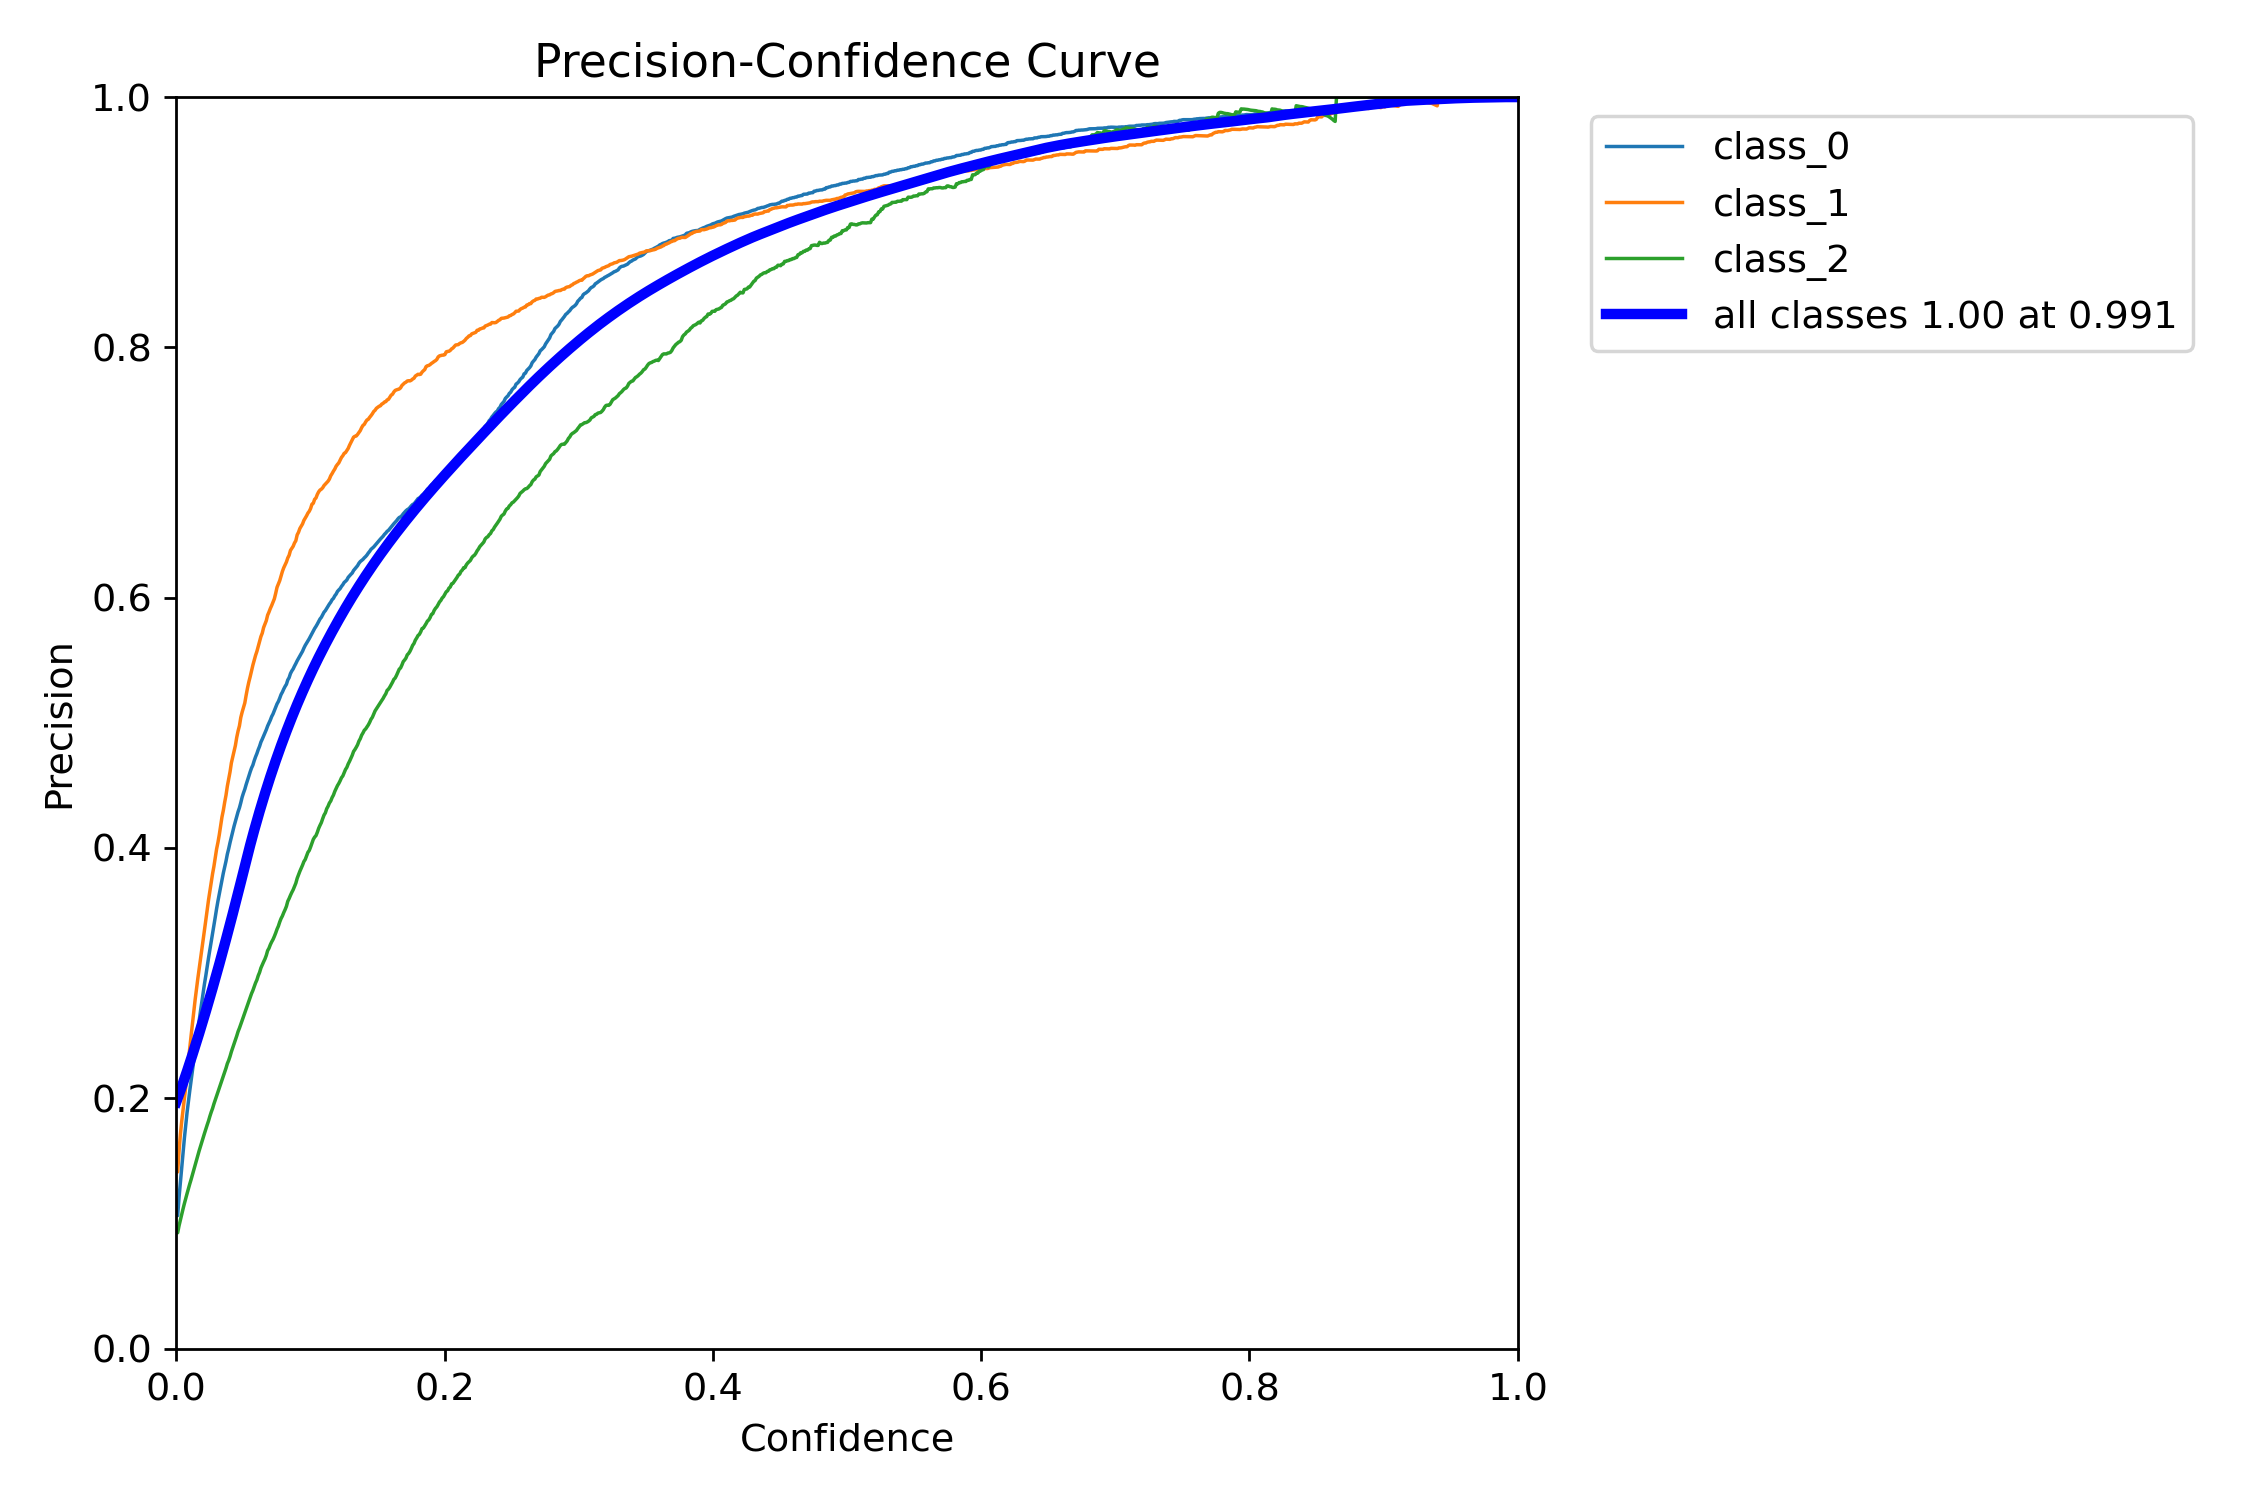 Precision-Confidence Curve
1.0
0.8
0.6
0.4
0.2
0.0
Precision
0.0 0.2 0.4 0.6 0.8 1.0
Confidence
class_0
class_1
class_2
all classes 1.00 at 0.991